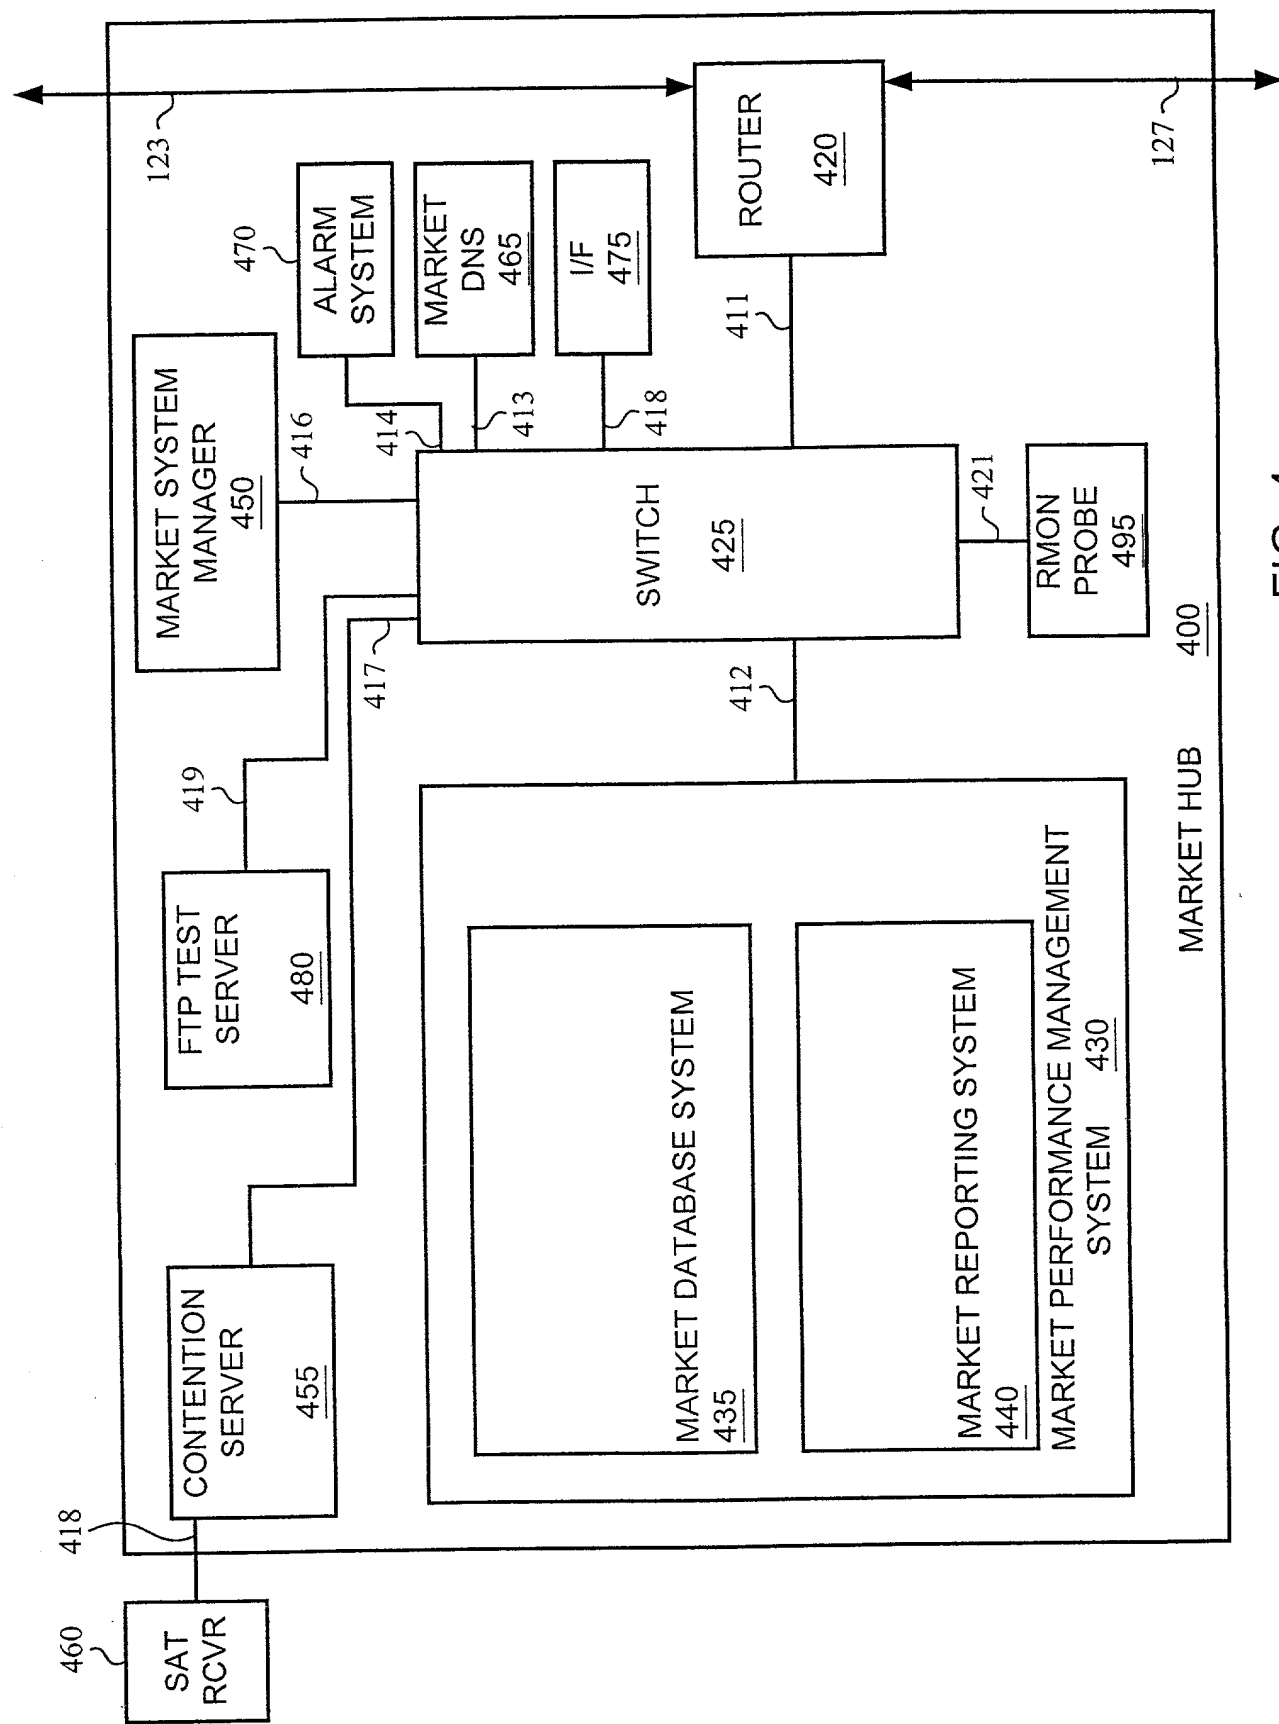 460
SAT
RCVR
418
CONTENTION
SERVER
455
FTP TEST
SERVER
480
419
417
MARKET SYSTEM
MANAGER
450
416
470
ALARM
SYSTEM
414
MARKET
DNS
465
413
I/F
475
418
123
ROUTER
420
411
127
SWITCH
425
421
RMON
PROBE
495
412
MARKET DATABASE SYSTEM
435
MARKET REPORTING SYSTEM
440
MARKET PERFORMANCE MANAGEMENT
SYSTEM 430
MARKET HUB 400